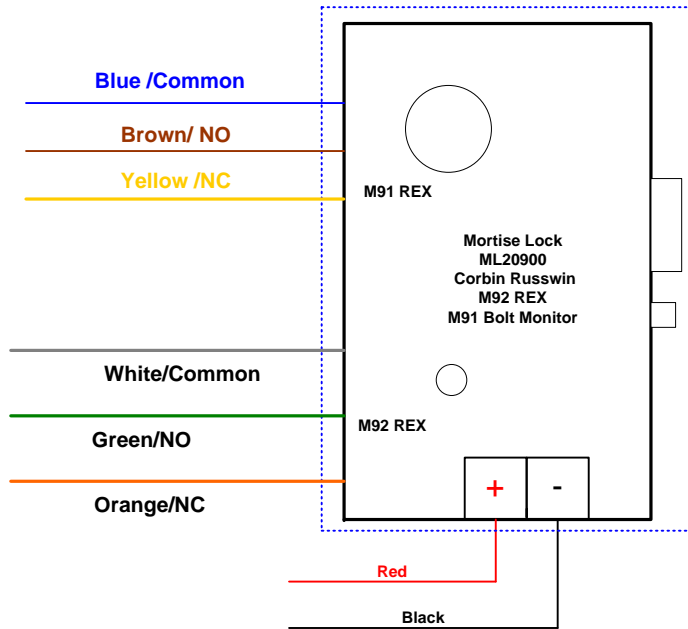 Blue /Common
Brown/ NO
Yellow /NC
M91 REX
Mortise Lock
ML20900
Corbin Russwin
M92 REX
M91 Bolt Monitor
White/Common
Green/NO
M92 REX
Orange/NC
+ -
Red
Black